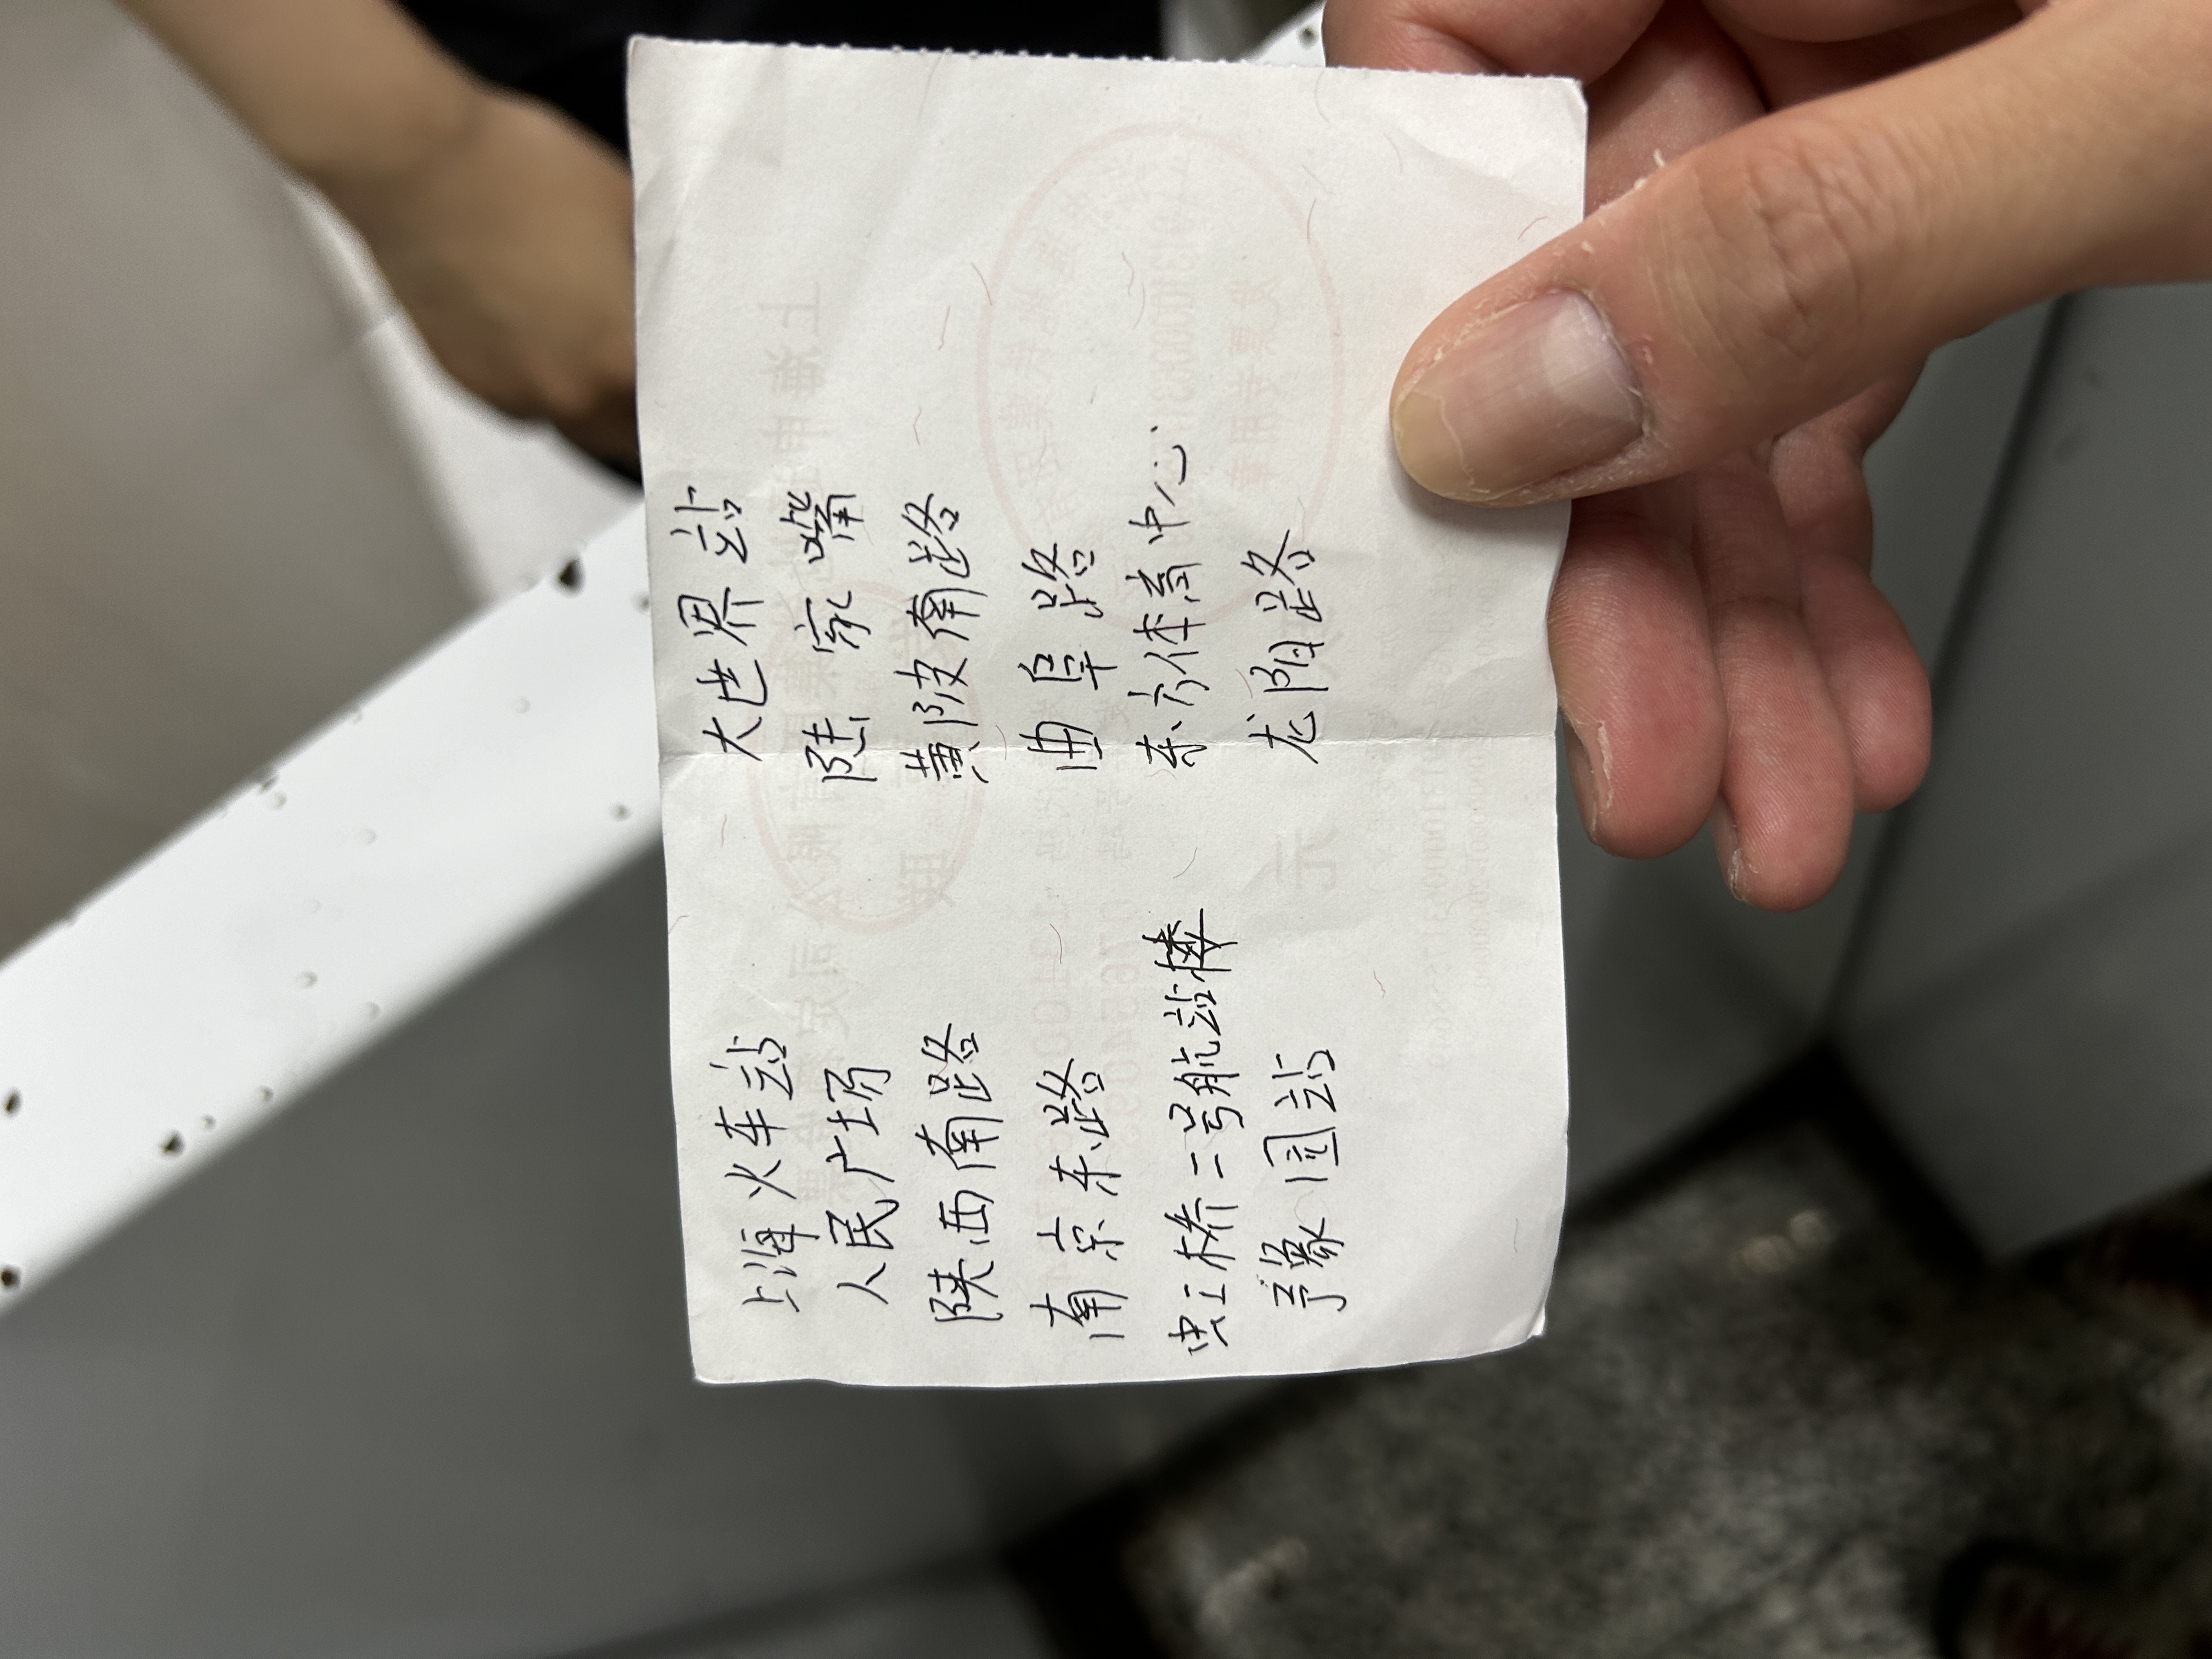 上海火车站
人民广场
陕西南路
南京东路
虹桥二号航站楼
豫园站
大世界站
陆家嘴
黄陂南路
曲阜路
东方体育中心
龙阳路